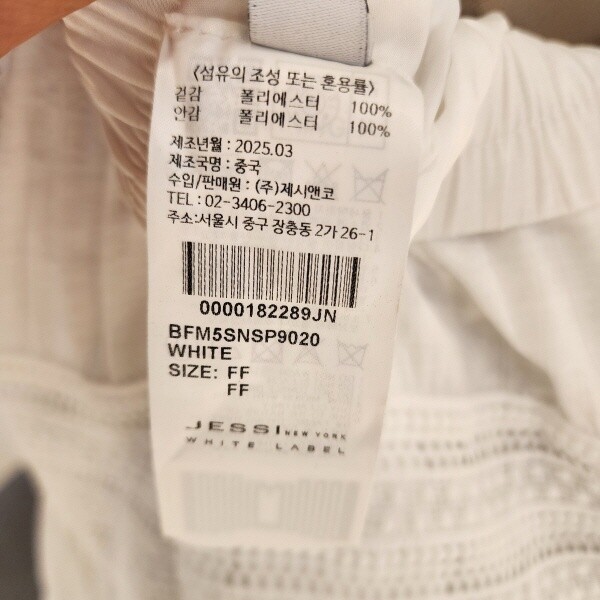 〈섬유의 조성 또는 혼용률〉
겉감 폴리에스터 100%
안감 폴리에스터 100%
제조년월 : 2025.03
제조국명 : 중국
수입/판매원 : (주)제시앤코
TEL : 02-3406-2300
주소:서울시 중구 장충동 2가 26-1
0000182289JN
BFM5SNSP9020
WHITE
SIZE: FF
FF
JESSI NEW YORK
WHITE LABEL